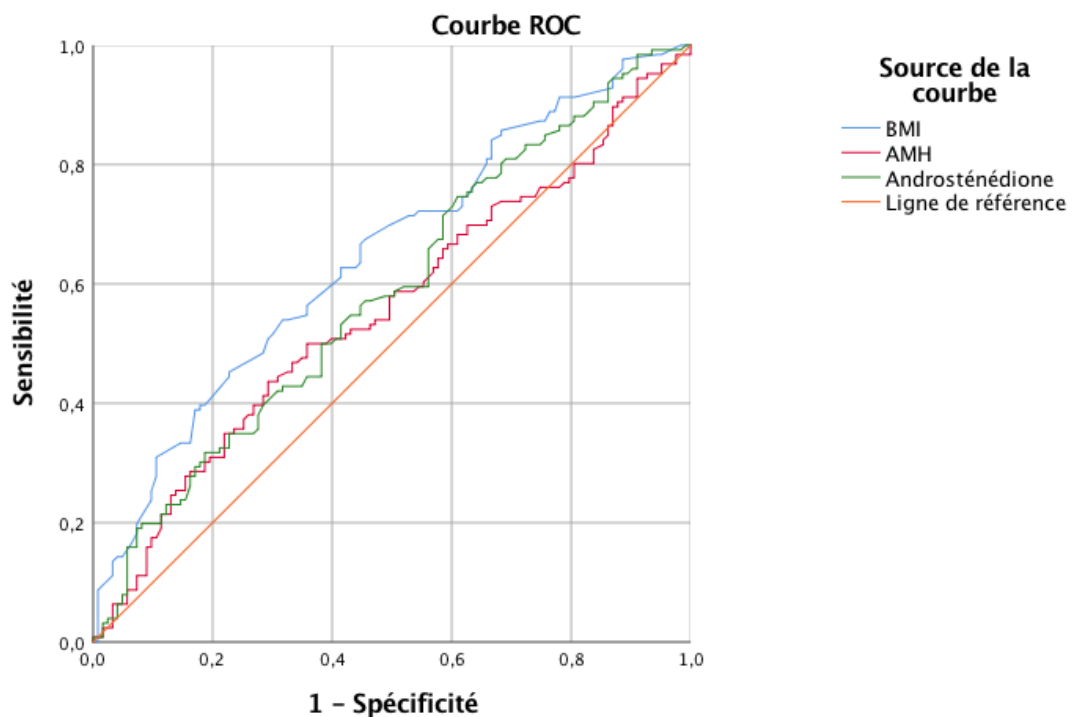 Courbe ROC
Source de la
courbe
BMI
AMH
Androsténédione
Ligne de référence
Sensibilité
1,0
0,8
0,6
0,4
0,2
0,0
0,0 0,2 0,4 0,6 0,8 1,0
1 – Spécificité